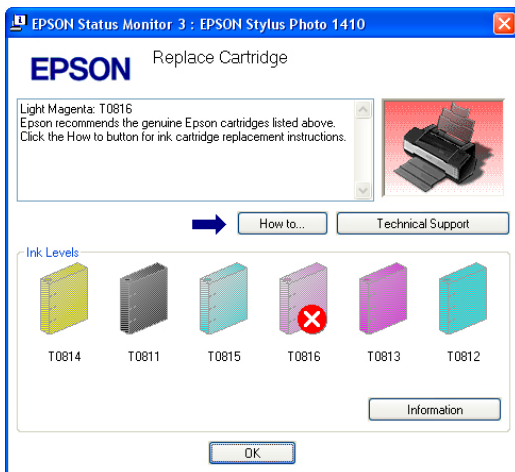 EPSON Status Monitor 3 : EPSON Stylus Photo 1410
EPSON
Replace Cartridge
Light Magenta: T0816
Epson recommends the genuine Epson cartridges listed above.
Click the How to button for ink cartridge replacement instructions.
How to...
Technical Support
Ink Levels
T0814 T0811 T0815 T0816 T0813 T0812
Information
OK